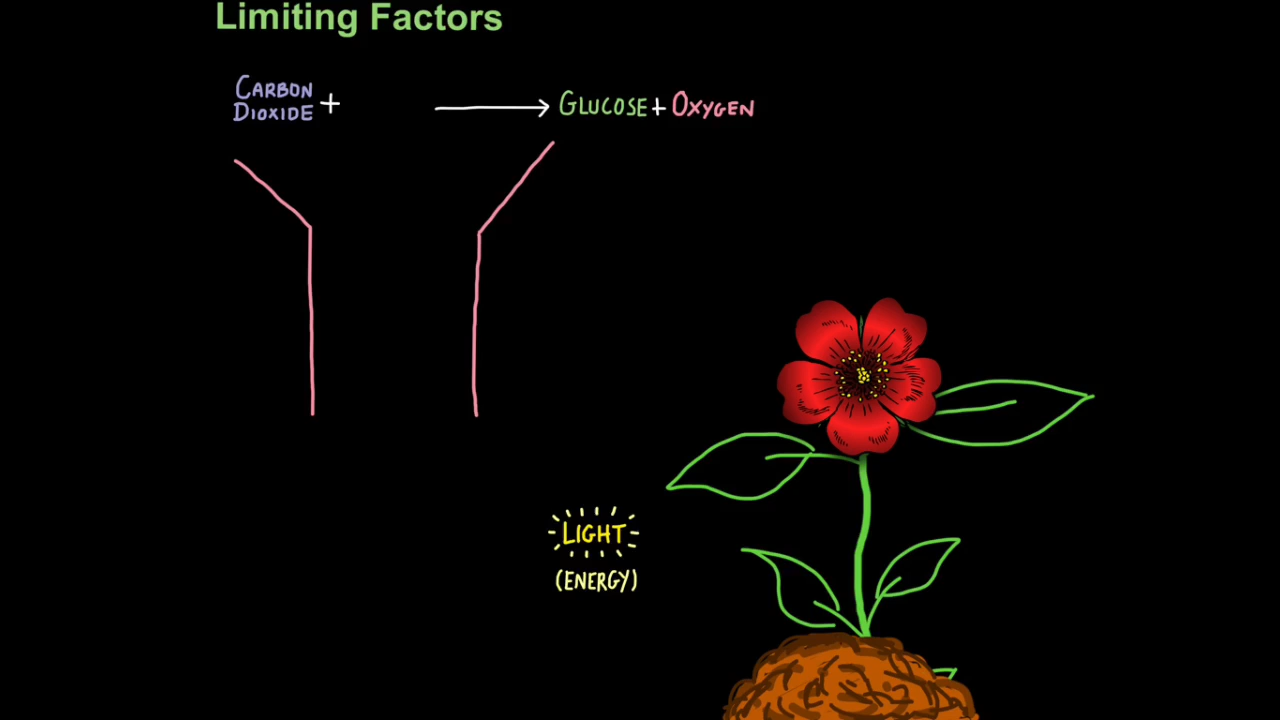 Limiting Factors
CARBON
DIOXIDE + → GLUCOSE + OXYGEN
LIGHT
(ENERGY)